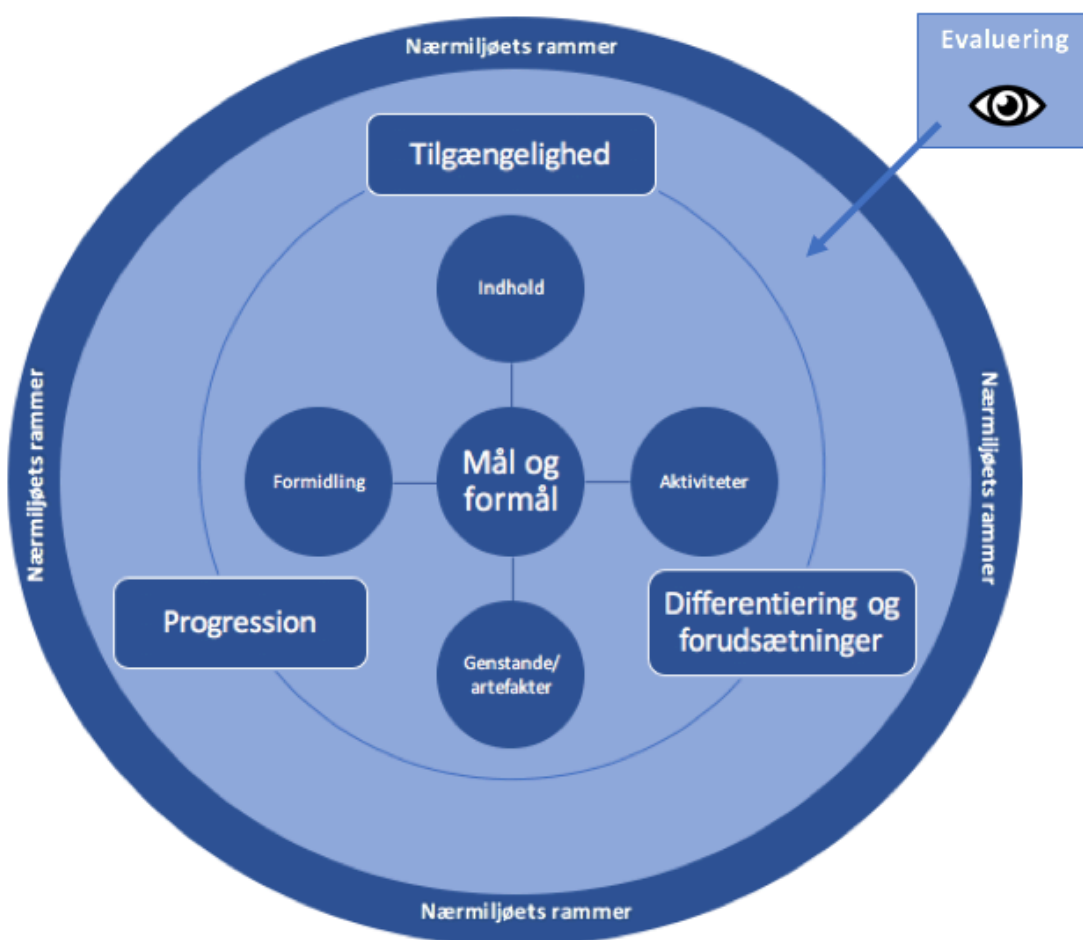 Nærmiljøets rammer
Evaluering
Tilgængelighed
Indhold
Nærmiljøets rammer
Nærmiljøets rammer
Formidling
Mål og
formål
Aktiviteter
Progression
Differentiering og
forudsætninger
Genstande/
artefakter
Nærmiljøets rammer